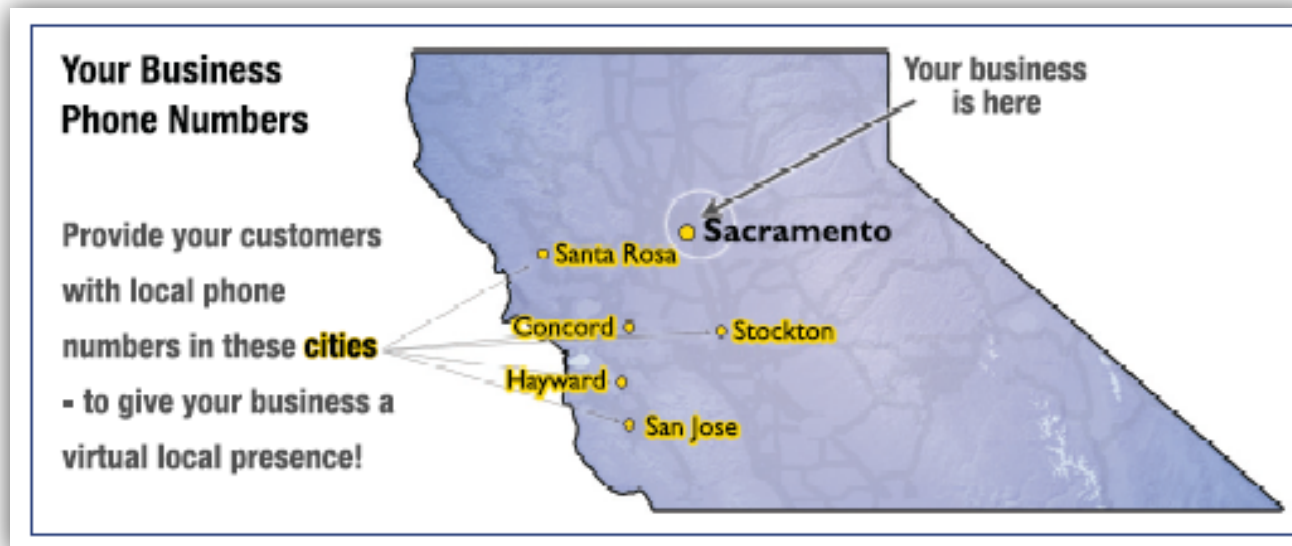 Your Business
Phone Numbers
Provide your customers
with local phone
numbers in these cities
- to give your business a
virtual local presence!
Your business
is here
Sacramento
Santa Rosa
Concord
Stockton
Hayward
San Jose